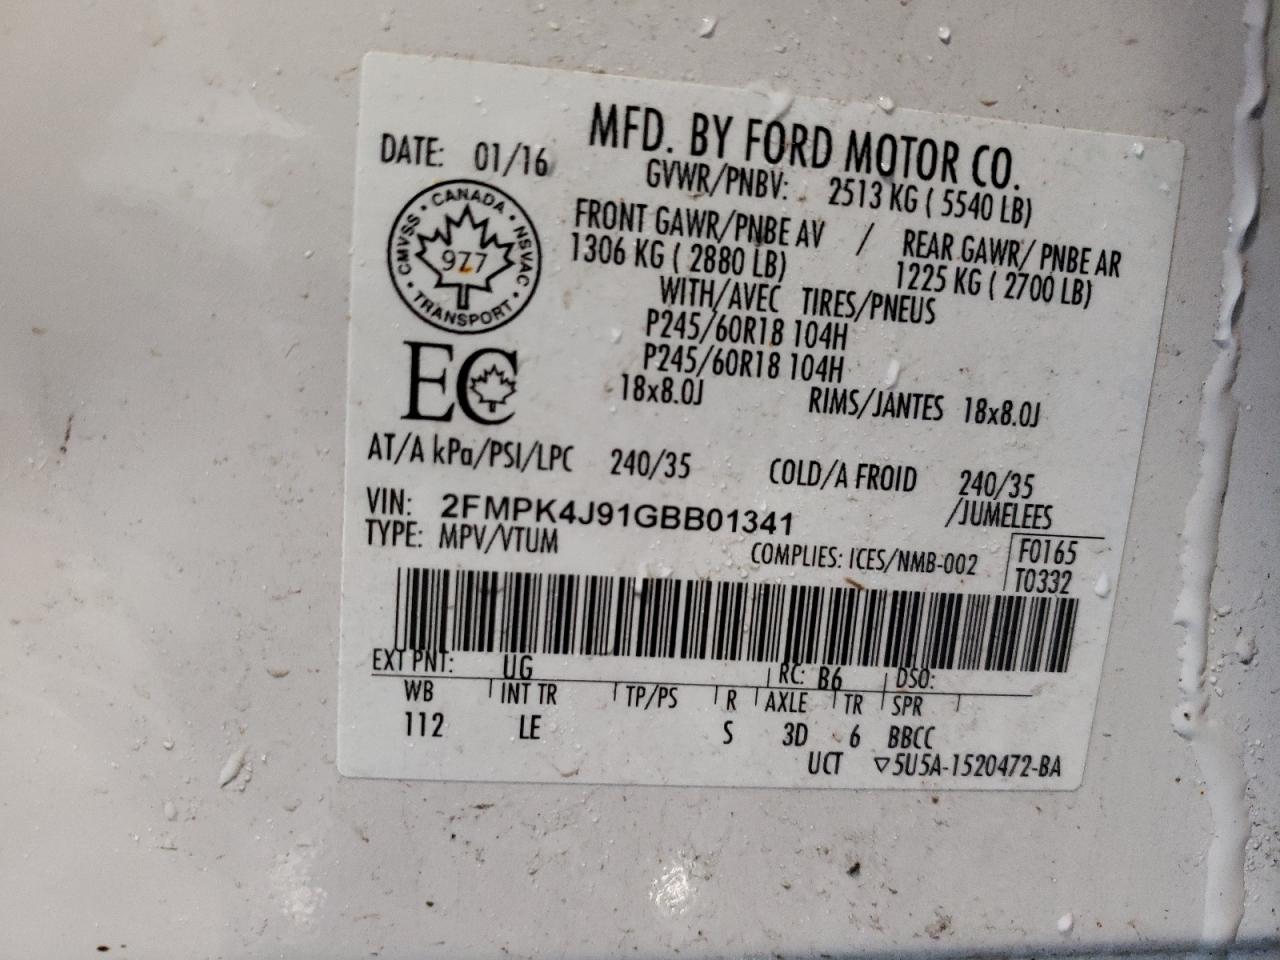 MFD. BY FORD MOTOR CO.
DATE: 01/16
GVWR/PNBV: 2513 KG ( 5540 LB)
FRONT GAWR/PNBE AV / REAR GAWR/ PNBE AR
1306 KG ( 2880 LB) 1225 KG ( 2700 LB)
CANADA
CMVSS 977 NSVAC
TRANSPORT
WITH/AVEC TIRES/PNEUS
P245/60R18 104H
P245/60R18 104H
EC
18x8.0J RIMS/JANTES 18x8.0J
AT/A kPa/PSI/LPC 240/35 COLD/A FROID 240/35
VIN: 2FMPK4J91GBB01341 /JUMELEES
TYPE: MPV/VTUM COMPLIES: ICES/NMB-002
F0165
T0332
EXT PNT: UG RC: B6 DSO:
WB INT TR TP/PS R AXLE TR SPR
112 LE S 3D 6 BBCC
UCT ▽5U5A-1520472-BA